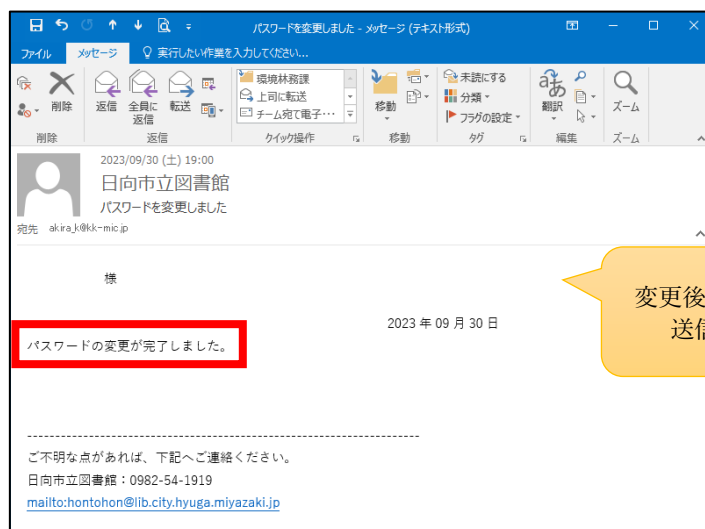 パスワードを変更しました - メッセージ (テキスト形式)
ファイル メッセージ 実行したい作業を入力してください...
削除 返信 全員に返信 転送
環境林務課
上司に転送
チーム宛て電子…
移動
未読にする
分類
フラグの設定
翻訳
ズーム
削除 返信 クイック操作 移動 タグ 編集 ズーム
2023/09/30 (土) 19:00
日向市立図書館
パスワードを変更しました
宛先 akira_k@kk-mic.jp
様
変更後
送信
2023 年 09 月 30 日
パスワードの変更が完了しました。
------------------------------------------------------------
ご不明な点があれば、下記へご連絡ください。
日向市立図書館：0982-54-1919
mailto:hontohon@lib.city.hyuga.miyazaki.jp